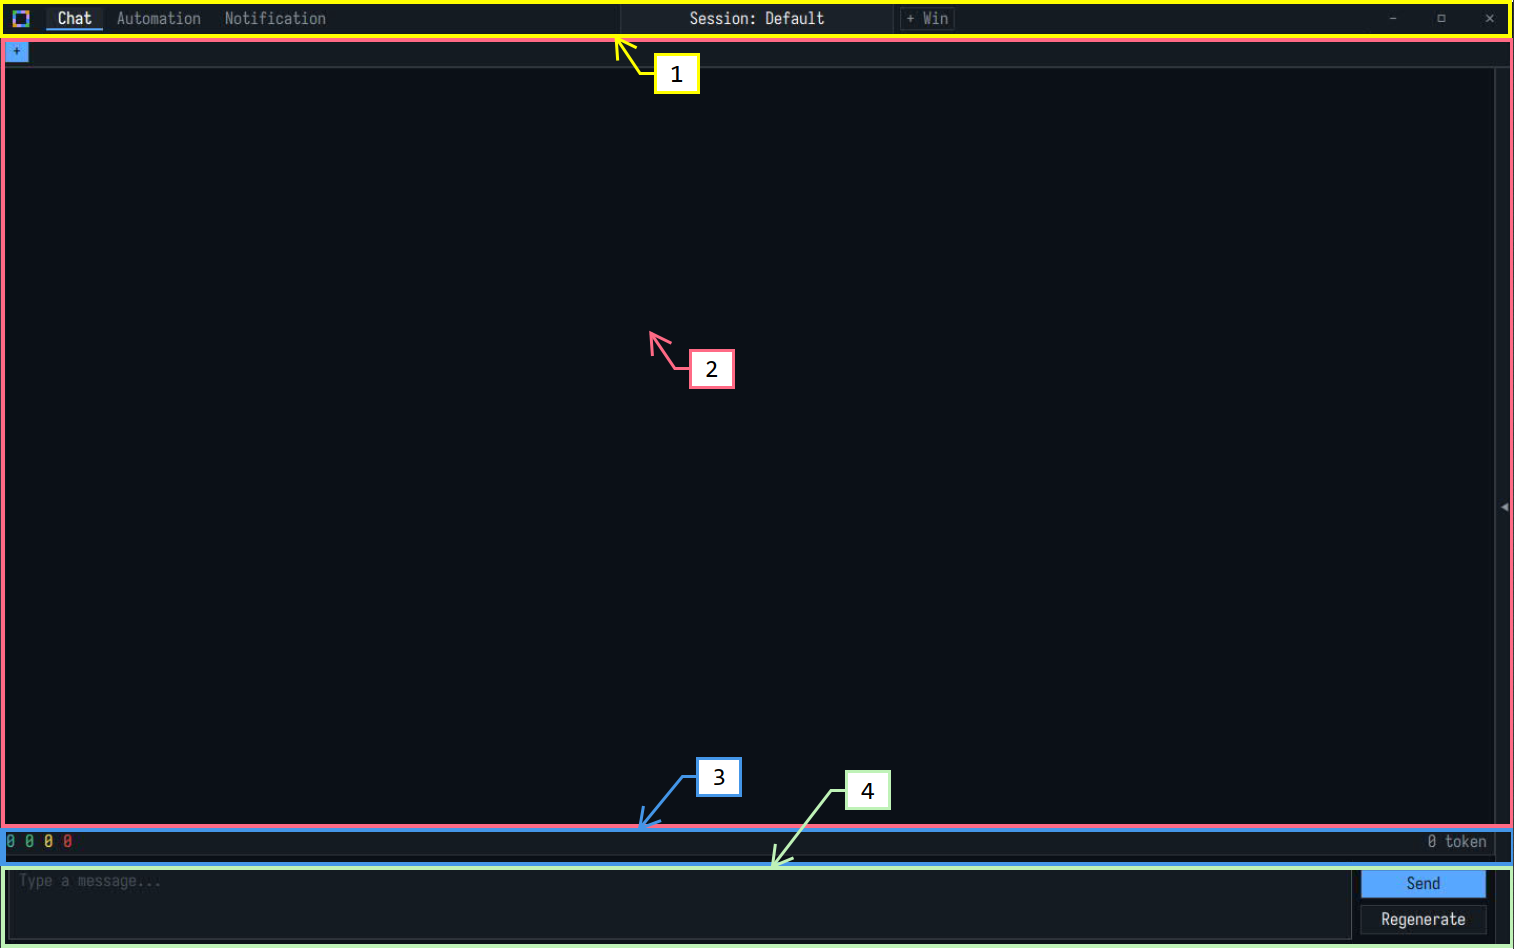 Chat Automation Notification Session: Default + Win
+
1
2
3
4
0 0 0 0 0 token
Type a message... Send
Regenerate